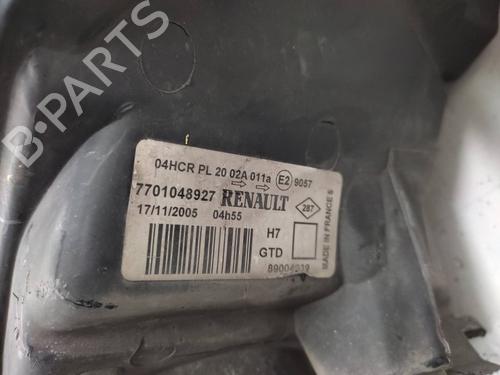 B-PARTS
04HCR PL 20 02A 011a E2 9057
7701048927 RENAULT 287
17/11/2005 04h55
H7
GTD
89004939
MADE IN FRANCE S